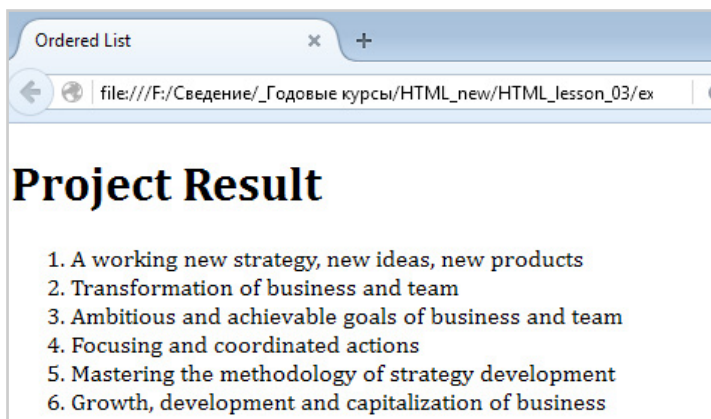 Ordered List
file:///F:/Сведение/_Годовые курсы/HTML_new/HTML_lesson_03/ex
Project Result
1. A working new strategy, new ideas, new products
2. Transformation of business and team
3. Ambitious and achievable goals of business and team
4. Focusing and coordinated actions
5. Mastering the methodology of strategy development
6. Growth, development and capitalization of business